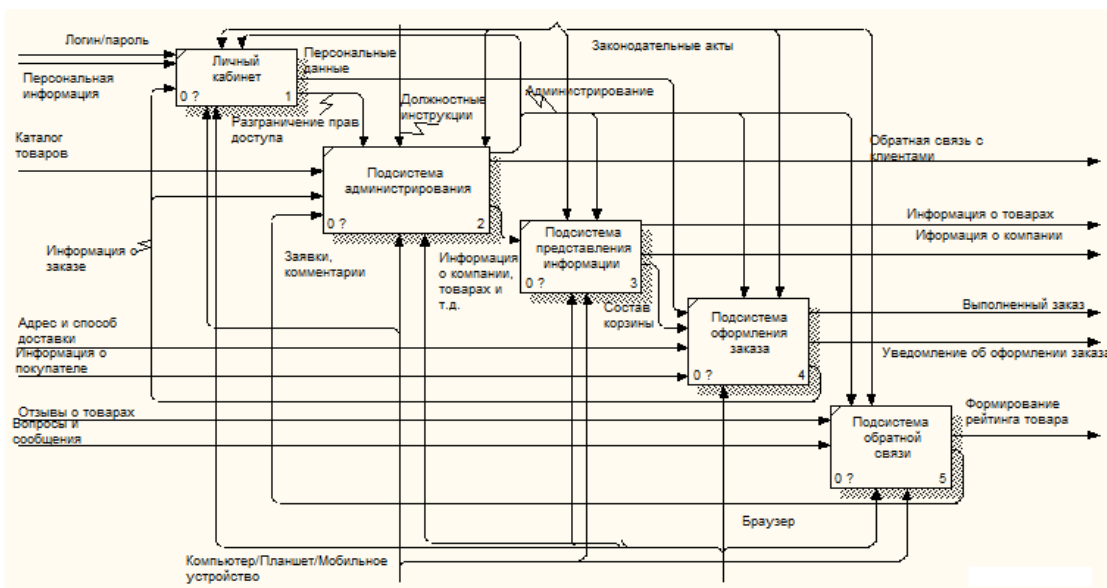 Логин/пароль
Персональная
информация
Каталог
товаров
Информация о
заказе
Адрес и способ
доставки
Информация о
покупателе
Отзывы о товарах
Вопросы и
сообщения
Личный
кабинет
0 ?
1
Персональные
данные
Разграничение прав
доступа
Должностные
инструкции
Законодательные акты
Администрирование
Подсистема
администрирования
0 ?
2
Обратная связь с
клиентами
Заявки,
комментарии
Информация
о компании,
товарах и
т.д.
Подсистема
представления
информации
0 ?
3
Информация о товарах
Иформация о компании
Состав
корзины
Подсистема
оформления
заказа
0 ?
4
Выполненный заказ
Уведомление об оформлении заказа
Подсистема
обратной
связи
0 ?
5
Формирование
рейтинга товара
Браузер
Компьютер/Планшет/Мобильное
устройство